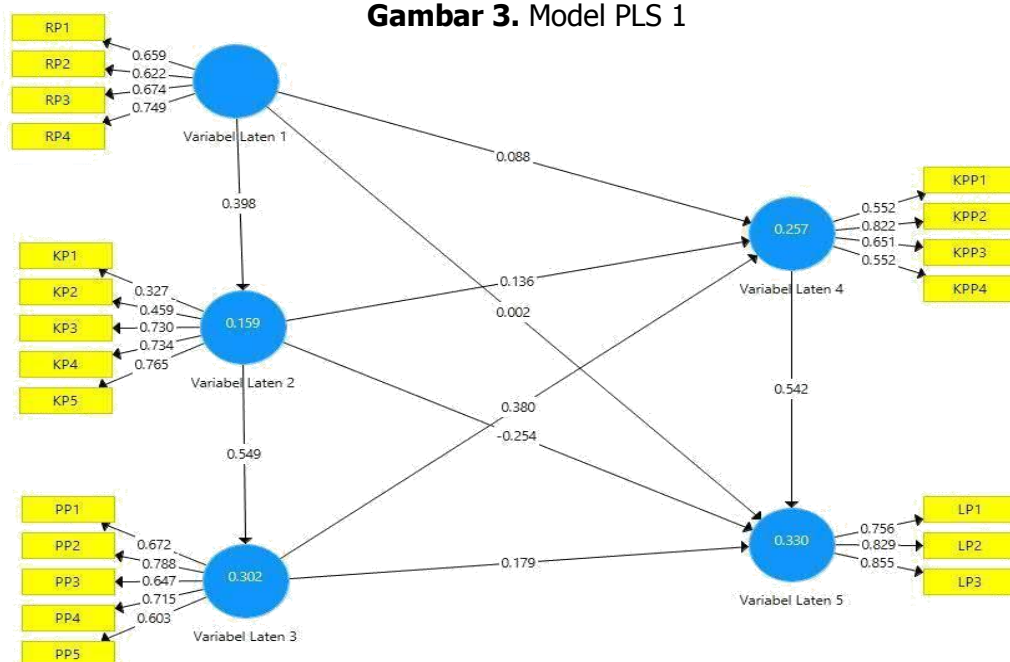 Gambar 3. Model PLS 1
RP1
RP2
RP3
RP4
0.659
0.622
0.674
0.749
Variabel Laten 1
0.088
0.398
0.002
KPP1
KPP2
KPP3
KPP4
0.552
0.822
0.651
0.552
0.257
Variabel Laten 4
KP1
KP2
KP3
KP4
KP5
0.327
0.459
0.730
0.734
0.765
0.159
Variabel Laten 2
0.136
0.380
-0.254
0.542
0.549
PP1
PP2
PP3
PP4
PP5
0.672
0.788
0.647
0.715
0.603
0.302
Variabel Laten 3
0.179
0.330
Variabel Laten 5
0.756
0.829
0.855
LP1
LP2
LP3